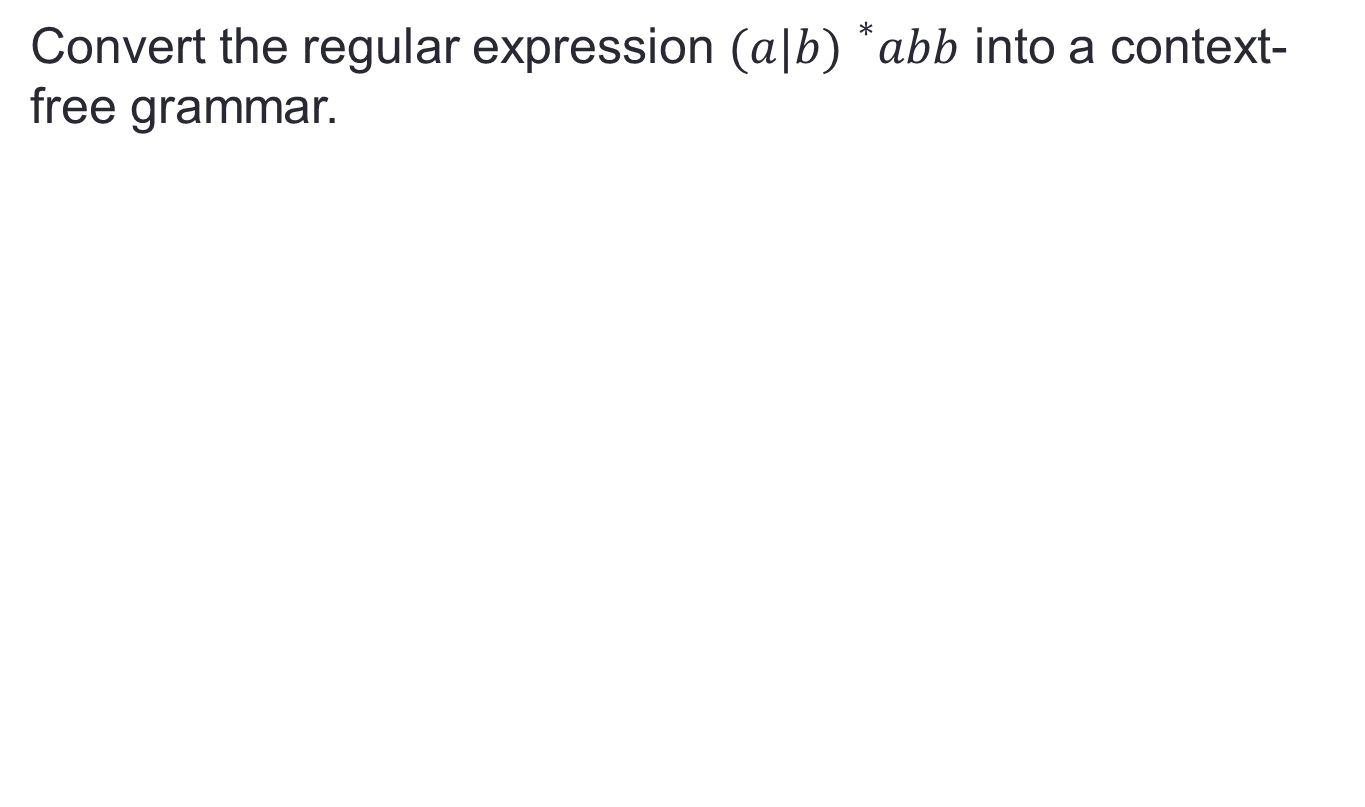 Convert the regular expression (a|b) *abb into a context-
free grammar.